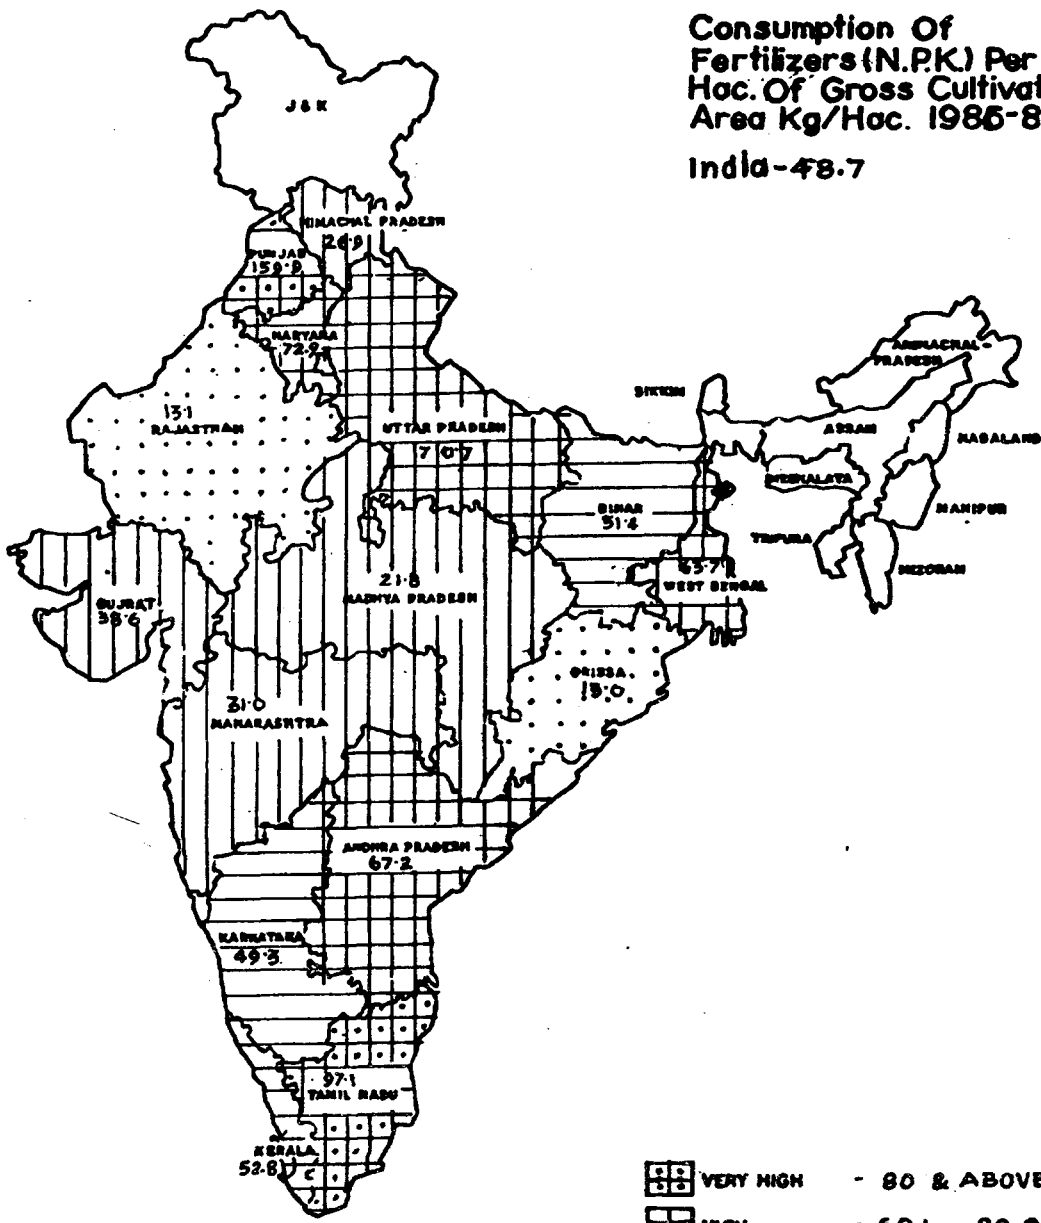 Consumption Of
Fertilizers (N.P.K.) Per
Hac. Of Gross Cultivat
Area Kg/Hac. 1985-8
India-48.7
J & K
HIMACHAL PRADESH
26.9
PUNJAB
159.9
HARYANA
72.9
13.1
RAJASTHAN
UTTAR PRADESH
70.7
SIKKIM
ARUNACHAL-
PRADESH
ASSAM
NAGALAND
MEGHALAYA
MANIPUR
TRIPURA
MIZORAM
BIHAR
51.4
63.7
WEST BENGAL
GUJRAT
38.6
21.8
MADHYA PRADESH
ORISSA
31.0
MAHARASHTRA
ANDHRA PRADESH
67.2
KARNATAKA
49.3
97.1
TAMIL NADU
KERALA
52.8
VERY HIGH - 80 & ABOVE